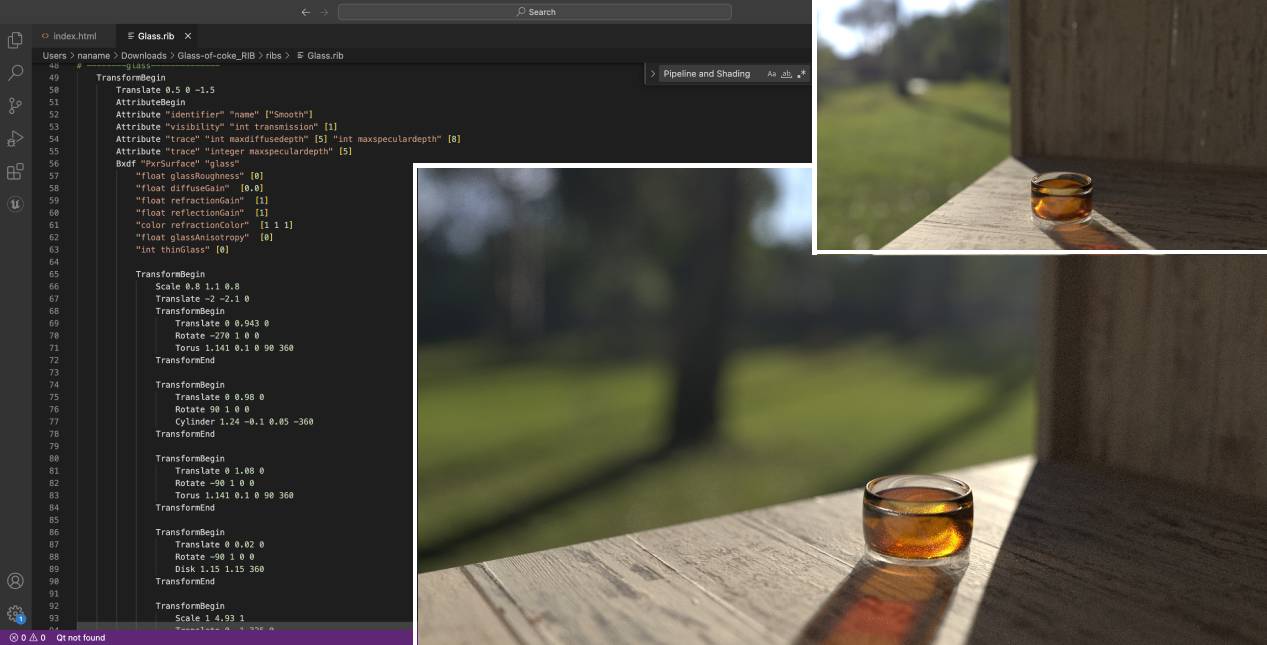 Search
index.html
Glass.rib
Users > naname > Downloads > Glass-of-coke_RIB > ribs > Glass.rib
Pipeline and Shading
Aa ab .*
48 # ————————glass——————————————
49 TransformBegin
50 Translate 0.5 0 -1.5
51 AttributeBegin
52 Attribute "identifier" "name" ["Smooth"]
53 Attribute "visibility" "int transmission" [1]
54 Attribute "trace" "int maxdiffusedepth" [5] "int maxspeculardepth" [8]
55 Attribute "trace" "integer maxspeculardepth" [5]
56 Bxdf "PxrSurface" "glass"
57 "float glassRoughness" [0]
58 "float diffuseGain" [0.0]
59 "float refractionGain" [1]
60 "float reflectionGain" [1]
61 "color refractionColor" [1 1 1]
62 "float glassAnisotropy" [0]
63 "int thinGlass" [0]
64
65 TransformBegin
66 Scale 0.8 1.1 0.8
67 Translate -2 -2.1 0
68 TransformBegin
69 Translate 0 0.943 0
70 Rotate -270 1 0 0
71 Torus 1.141 0.1 0 90 360
72 TransformEnd
73
74 TransformBegin
75 Translate 0 0.98 0
76 Rotate 90 1 0 0
77 Cylinder 1.24 -0.1 0.05 -360
78 TransformEnd
79
80 TransformBegin
81 Translate 0 1.08 0
82 Rotate -90 1 0 0
83 Torus 1.141 0.1 0 90 360
84 TransformEnd
85
86 TransformBegin
87 Translate 0 0.02 0
88 Rotate -90 1 0 0
89 Disk 1.15 1.15 360
90 TransformEnd
91
92 TransformBegin
93 Scale 1 4.93 1
1
0 0 Qt not found